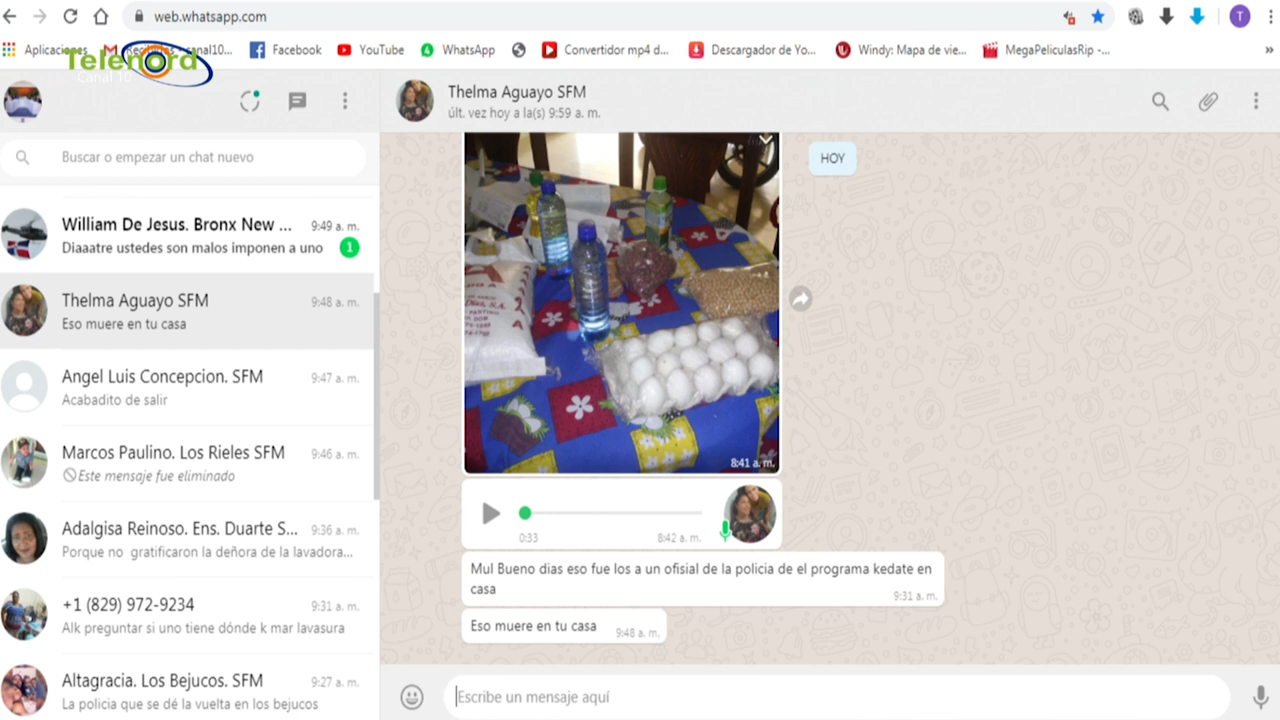 web.whatsapp.com
T
Aplicaciones
Facebook
YouTube
WhatsApp
Convertidor mp4 d...
Descargador de Yo...
Windy: Mapa de vie...
MegaPeliculasRip -...
»
Telenord
Canal 10
Buscar o empezar un chat nuevo
William De Jesus. Bronx New ...
9:49 a. m.
Diaaatre ustedes son malos imponen a uno
1
Thelma Aguayo SFM
9:48 a. m.
Eso muere en tu casa
Angel Luis Concepcion. SFM
9:47 a. m.
Acabadito de salir
Marcos Paulino. Los Rieles SFM
9:46 a. m.
Este mensaje fue eliminado
Adalgisa Reinoso. Ens. Duarte S...
9:36 a. m.
Porque no gratificaron la deñora de la lavadora...
+1 (829) 972-9234
9:31 a. m.
Alk preguntar si uno tiene dónde k mar lavasura
Altagracia. Los Bejucos. SFM
9:27 a. m.
La policia que se dé la vuelta en los bejucos
Thelma Aguayo SFM
últ. vez hoy a la(s) 9:59 a. m.
HOY
8:41 a. m.
0:33
8:42 a. m.
Mul Bueno dias eso fue los a un ofisial de la policia de el programa kedate en
casa
9:31 a. m.
Eso muere en tu casa
9:48 a. m.
Escribe un mensaje aquí